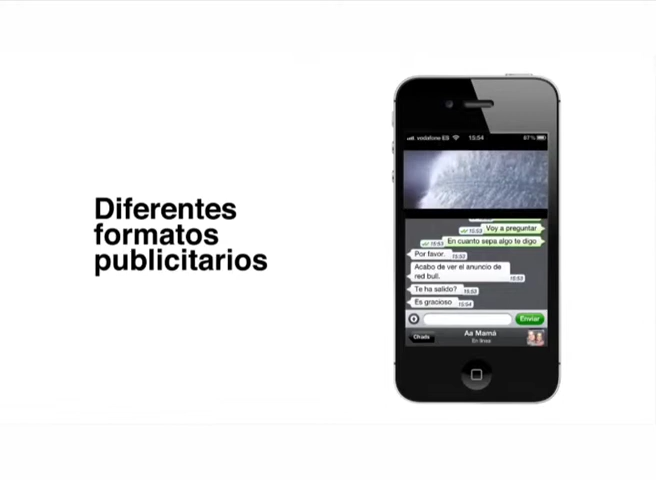 Diferentes
formatos
publicitarios
vodafone ES 15:54 87%
15:53 Voy a preguntar
15:53 En cuanto sepa algo te digo
Por favor. 15:53
Acabo de ver el anuncio de
red bull. 15:53
Te ha salido? 15:53
Es gracioso 15:54
Enviar
Chats Aa Mamá
En línea